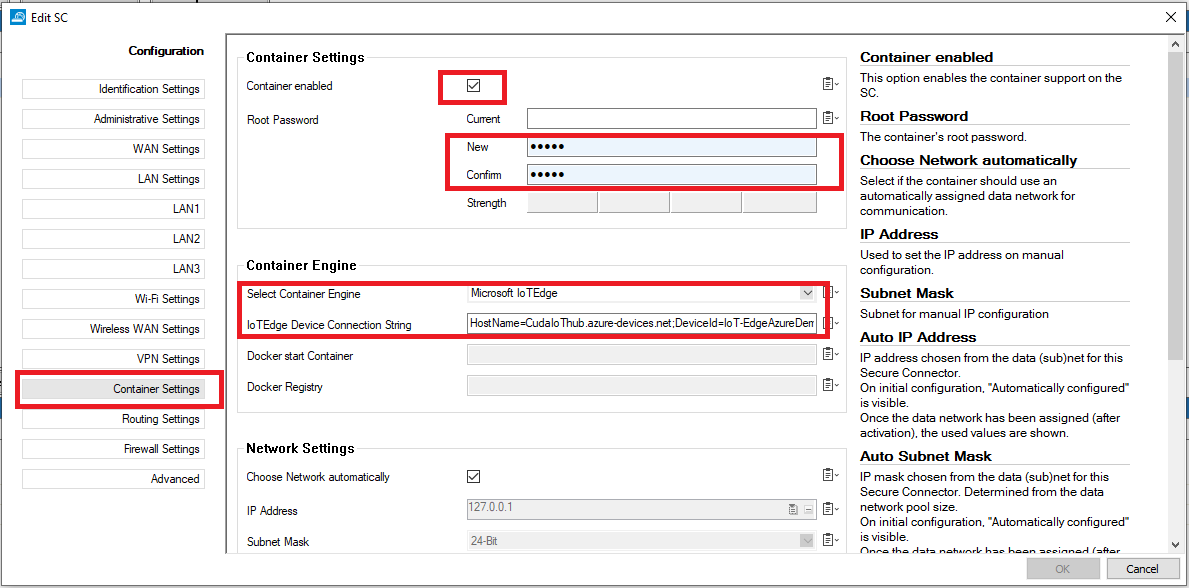 Edit SC
Configuration
Identification Settings
Administrative Settings
WAN Settings
LAN Settings
LAN1
LAN2
LAN3
Wi-Fi Settings
Wireless WAN Settings
VPN Settings
Container Settings
Routing Settings
Firewall Settings
Advanced
Container Settings
Container enabled
Root Password
Current
New
•••••
Confirm
•••••
Strength
Container Engine
Select Container Engine
Microsoft IoTEdge
IoTEdge Device Connection String
HostName=CudaIoThub.azure-devices.net;DeviceId=IoT-EdgeAzureDem
Docker start Container
Docker Registry
Network Settings
Choose Network automatically
IP Address
127.0.0.1
Subnet Mask
24-Bit
Container enabled
This option enables the container support on the
SC.
Root Password
The container's root password.
Choose Network automatically
Select if the container should use an
automatically assigned data network for
communication.
IP Address
Used to set the IP address on manual
configuration.
Subnet Mask
Subnet for manual IP configuration
Auto IP Address
IP address chosen from the data (sub)net for this
Secure Connector.
On initial configuration, "Automatically configured"
is visible.
Once the data network has been assigned (after
activation), the used values are shown.
Auto Subnet Mask
IP mask chosen from the data (sub)net for this
Secure Connector. Determined from the data
network pool size.
On initial configuration, "Automatically configured"
is visible.
Once the data network has been assigned (after
OK
Cancel